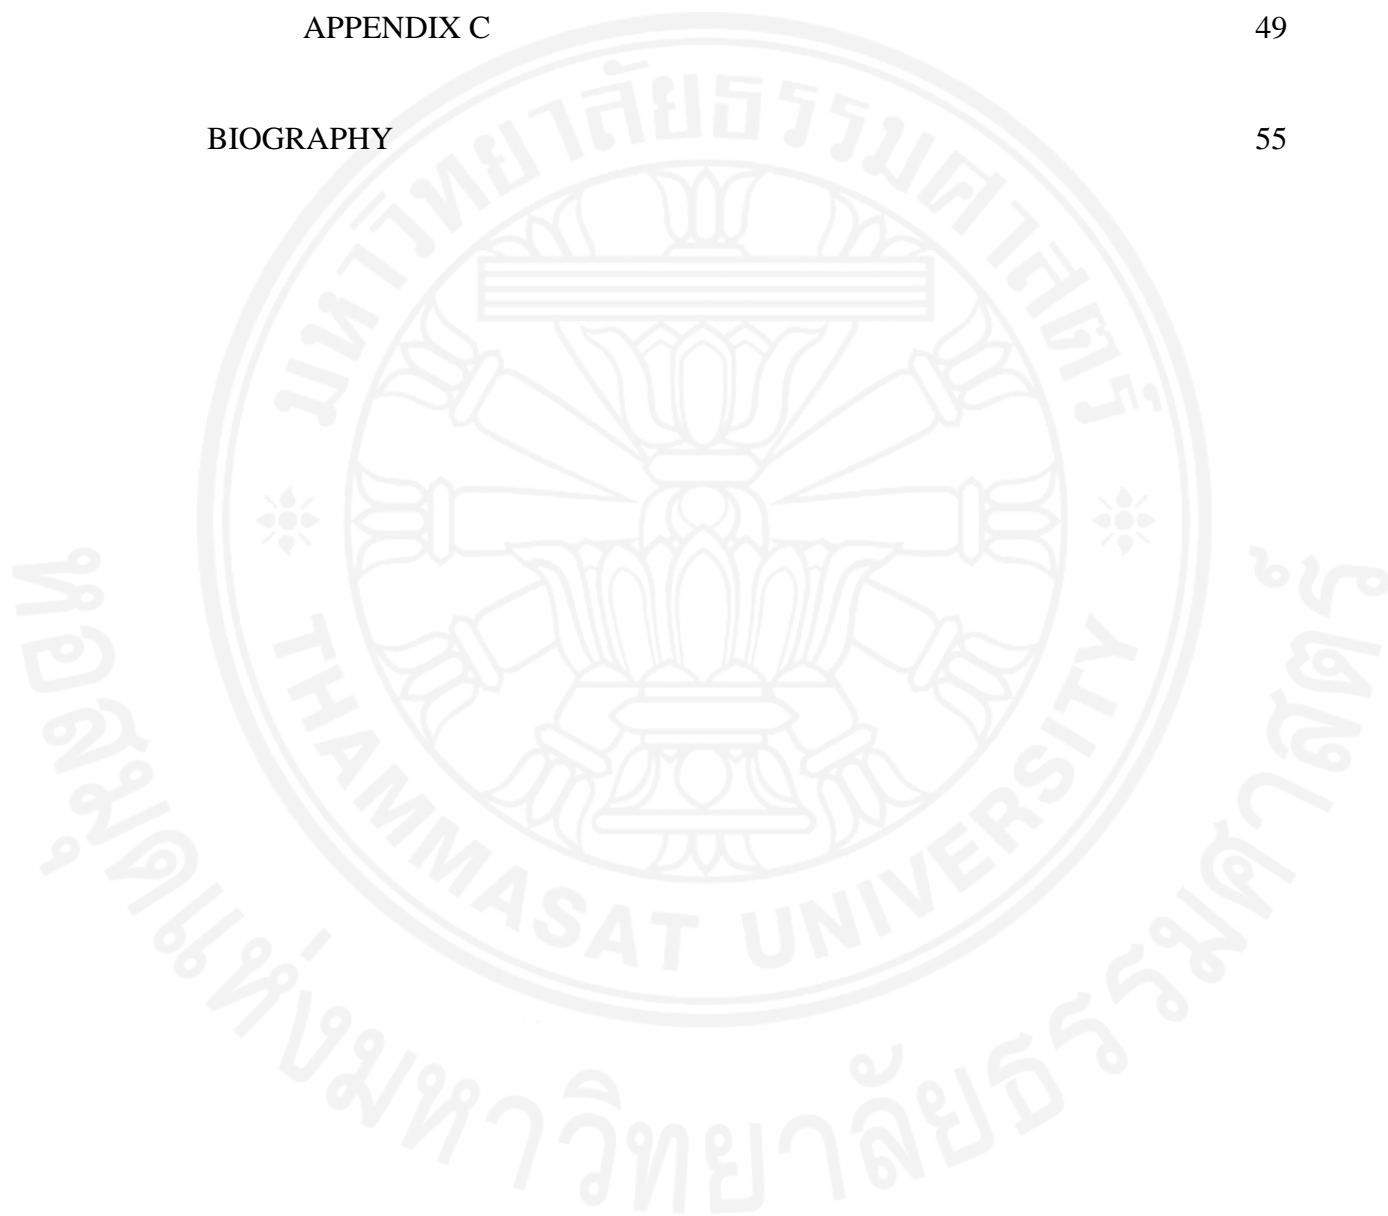 APPENDIX C 49
BIOGRAPHY 55
มหาวิทยาลัยธรรมศาสตร์
THAMMASAT UNIVERSITY
หอสมุดแห่งมหาวิทยาลัยธรรมศาสตร์